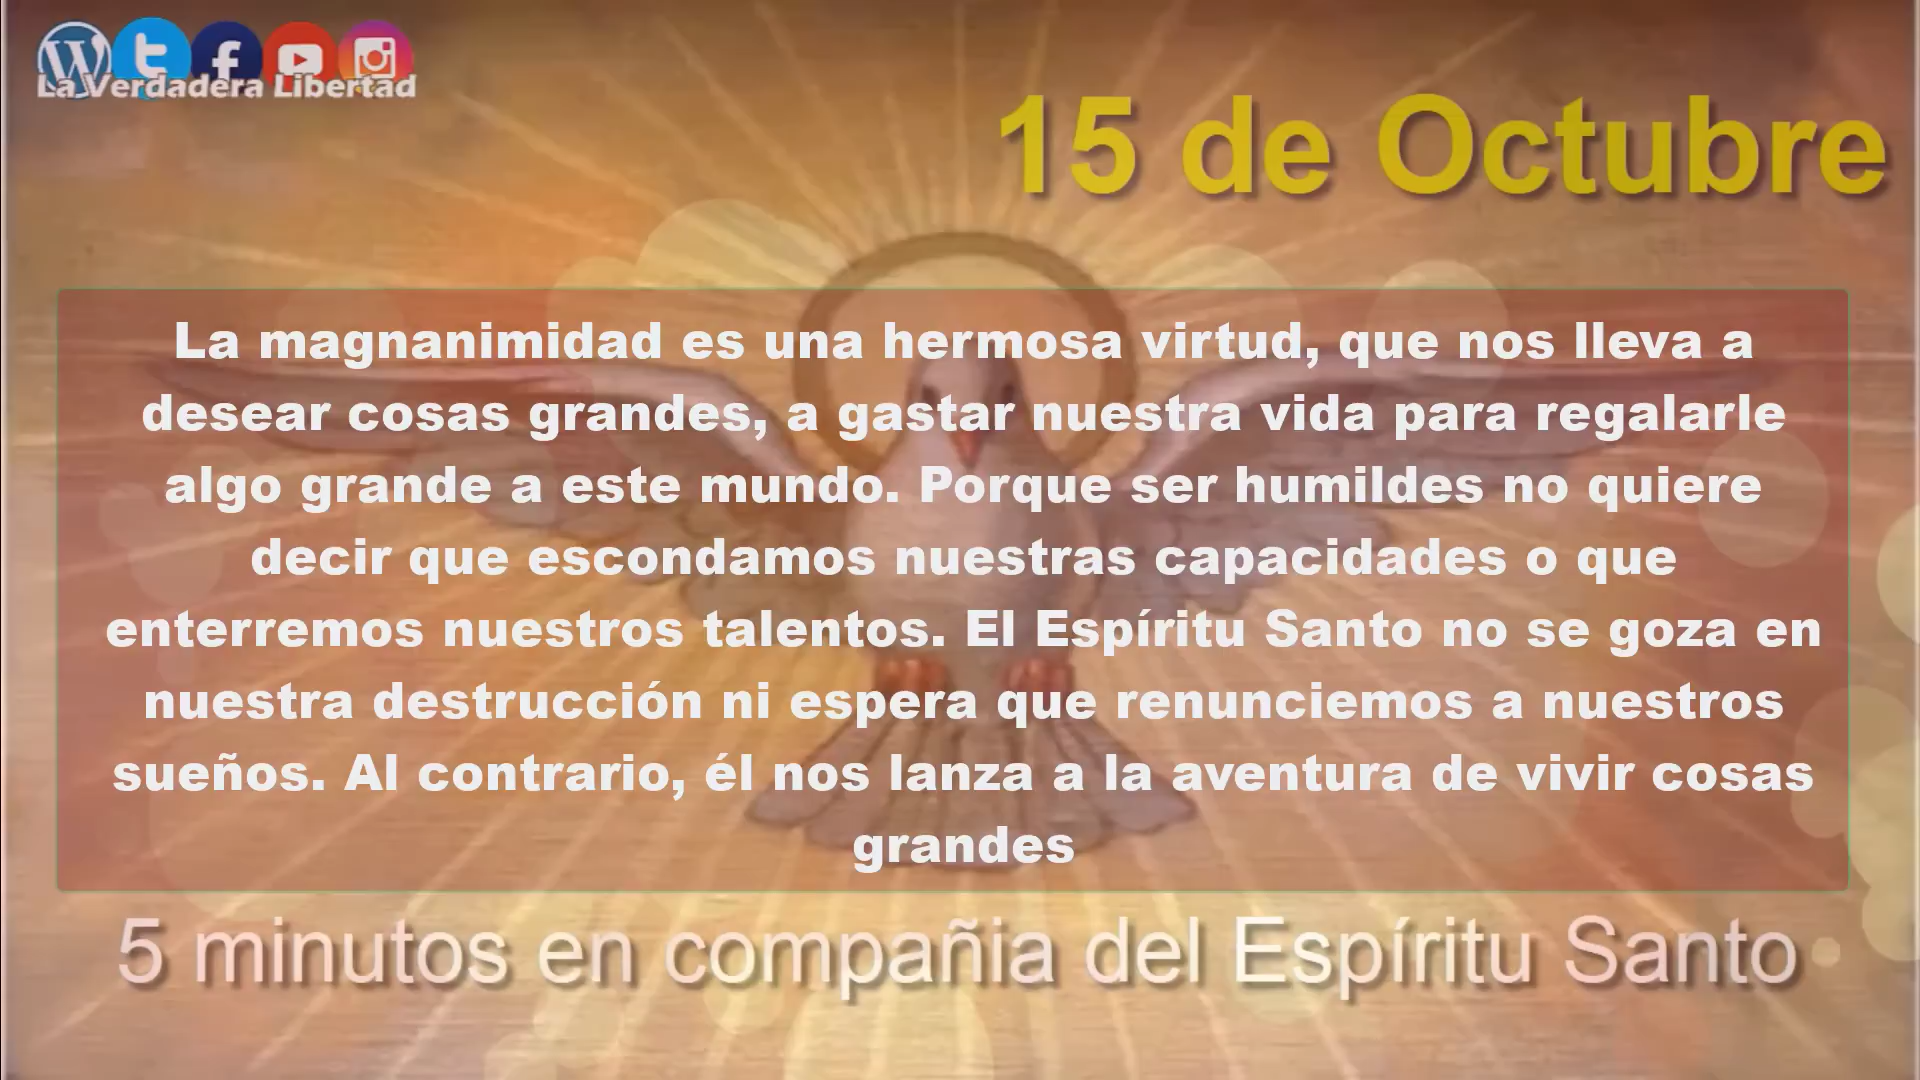 La Verdadera Libertad
15 de Octubre
La magnanimidad es una hermosa virtud, que nos lleva a
desear cosas grandes, a gastar nuestra vida para regalarle
algo grande a este mundo. Porque ser humildes no quiere
decir que escondamos nuestras capacidades o que
enterremos nuestros talentos. El Espíritu Santo no se goza en
nuestra destrucción ni espera que renunciemos a nuestros
sueños. Al contrario, él nos lanza a la aventura de vivir cosas
grandes
5 minutos en compañia del Espíritu Santo